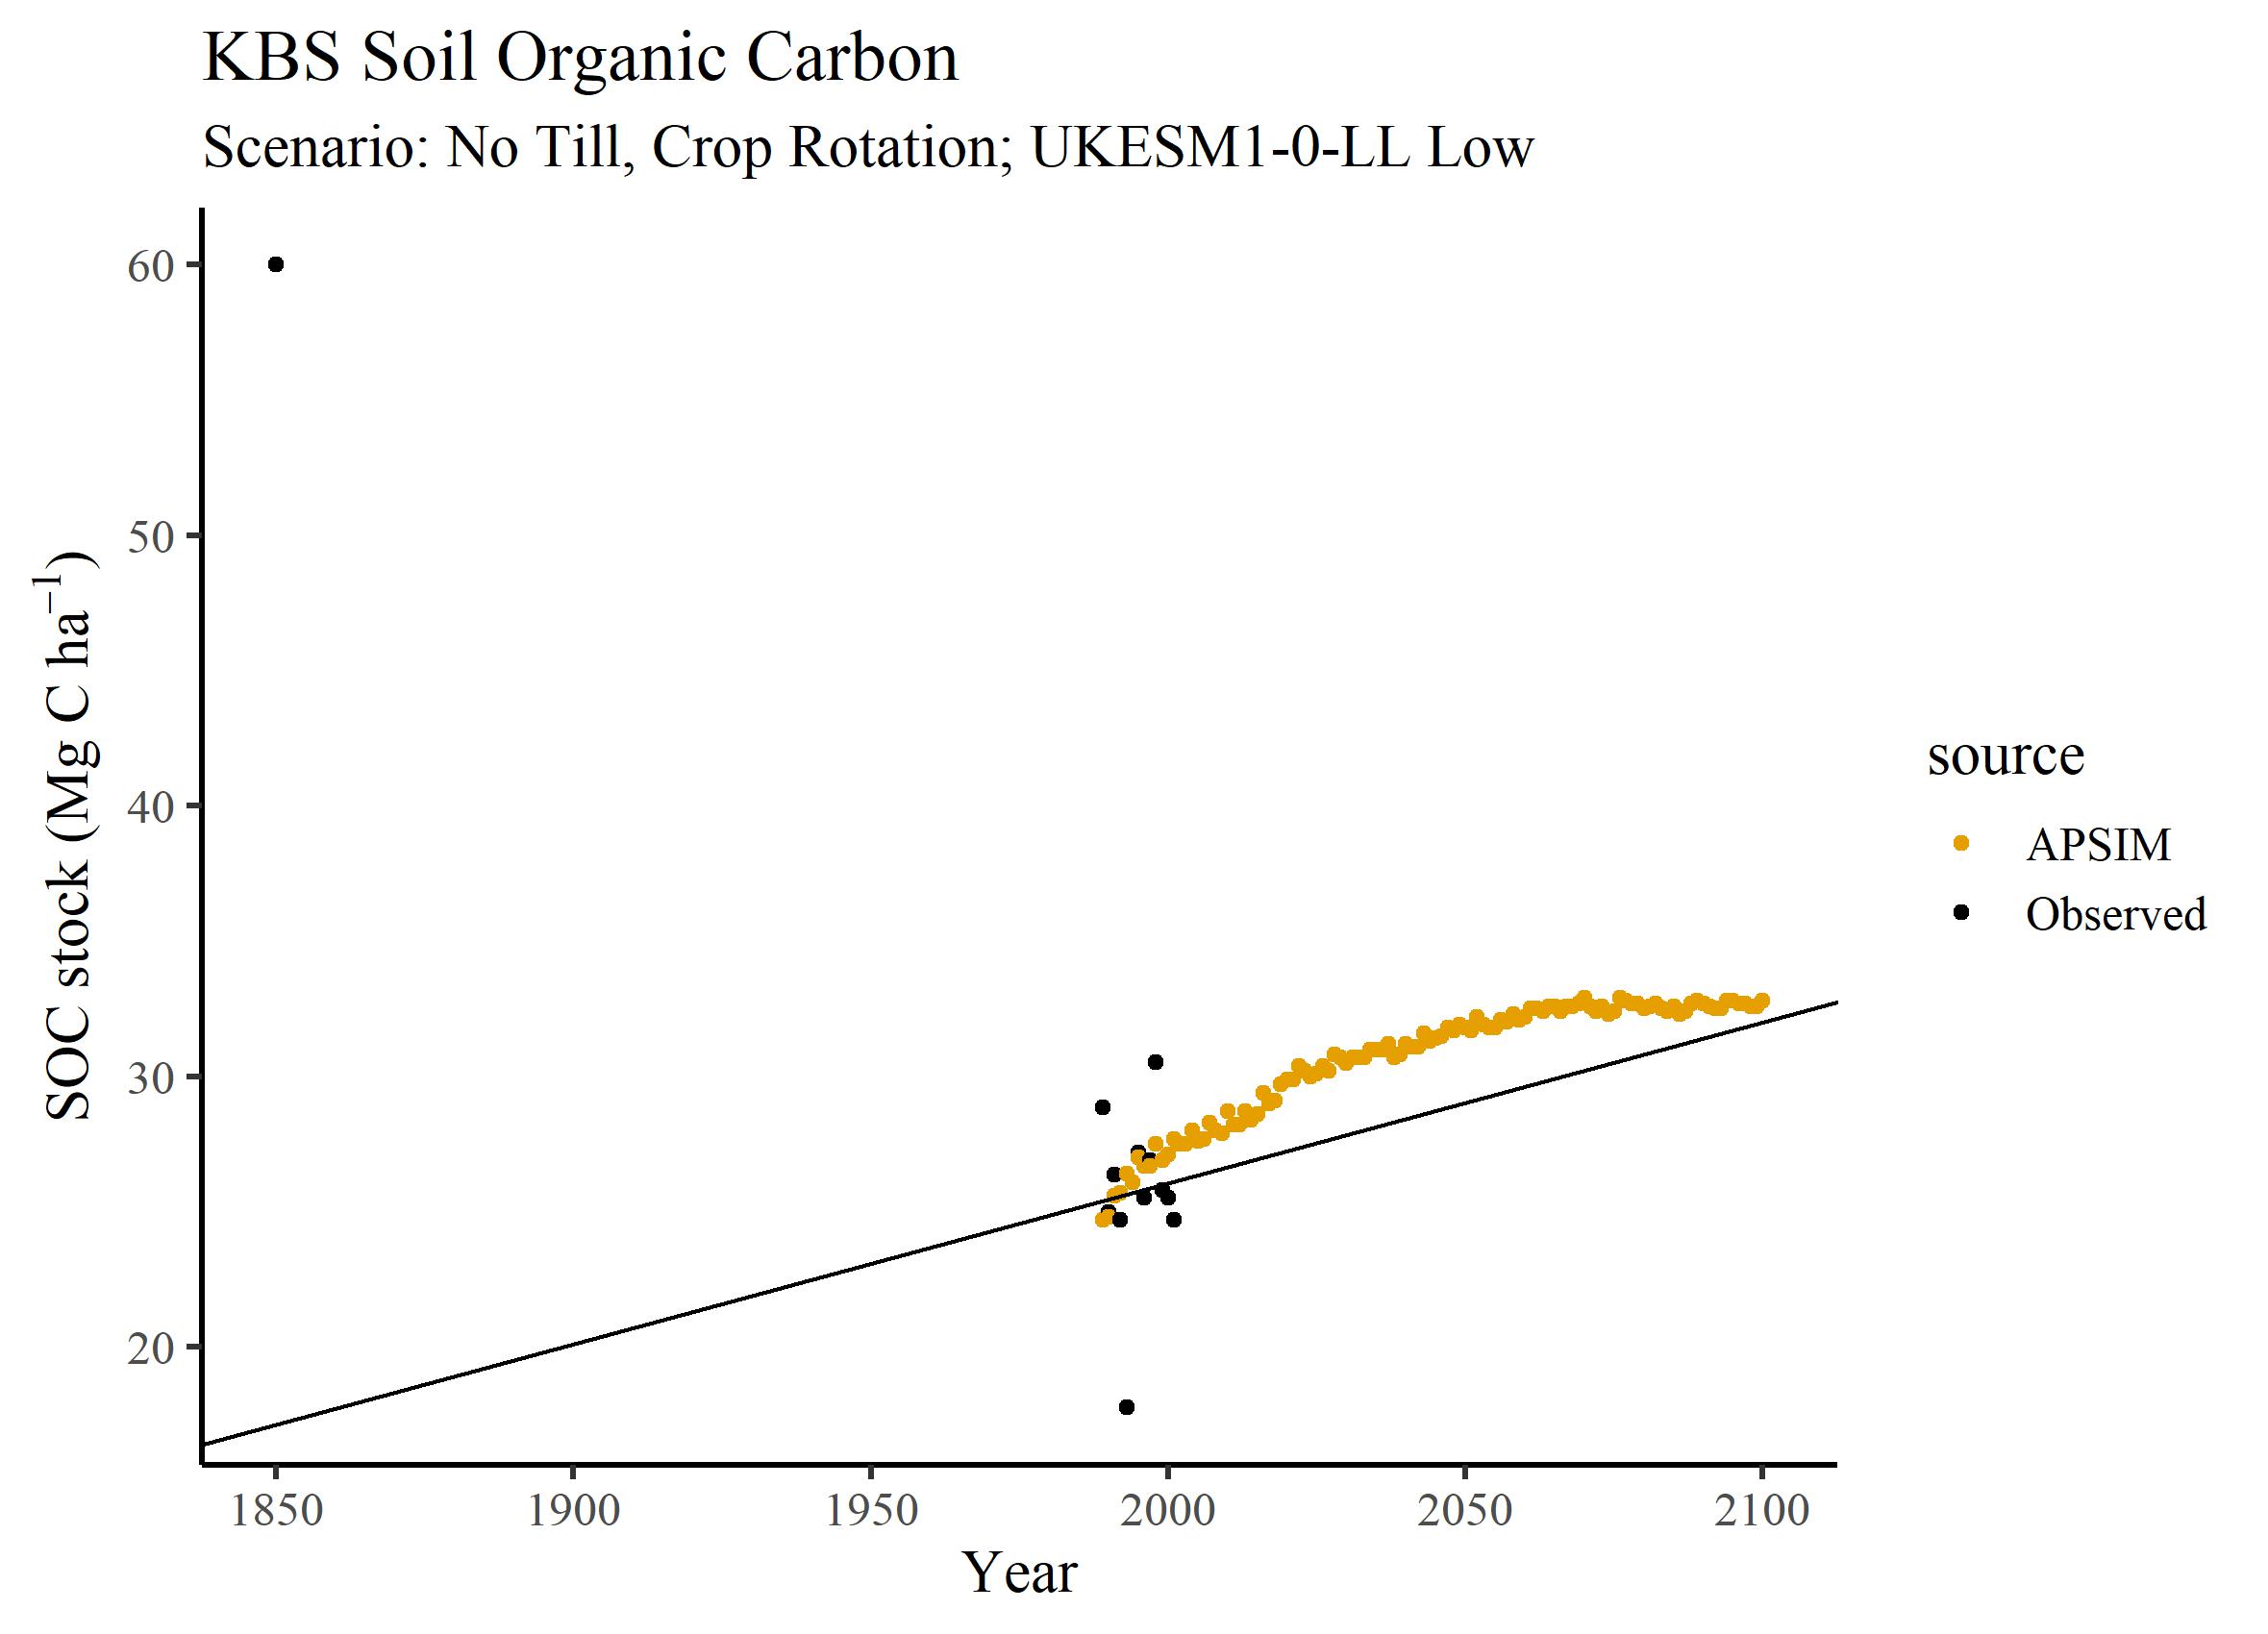 KBS Soil Organic Carbon
Scenario: No Till, Crop Rotation; UKESM1-0-LL Low
60
50
40
30
20
SOC stock (Mg C ha⁻¹)
1850 1900 1950 2000 2050 2100
Year
source
APSIM
Observed